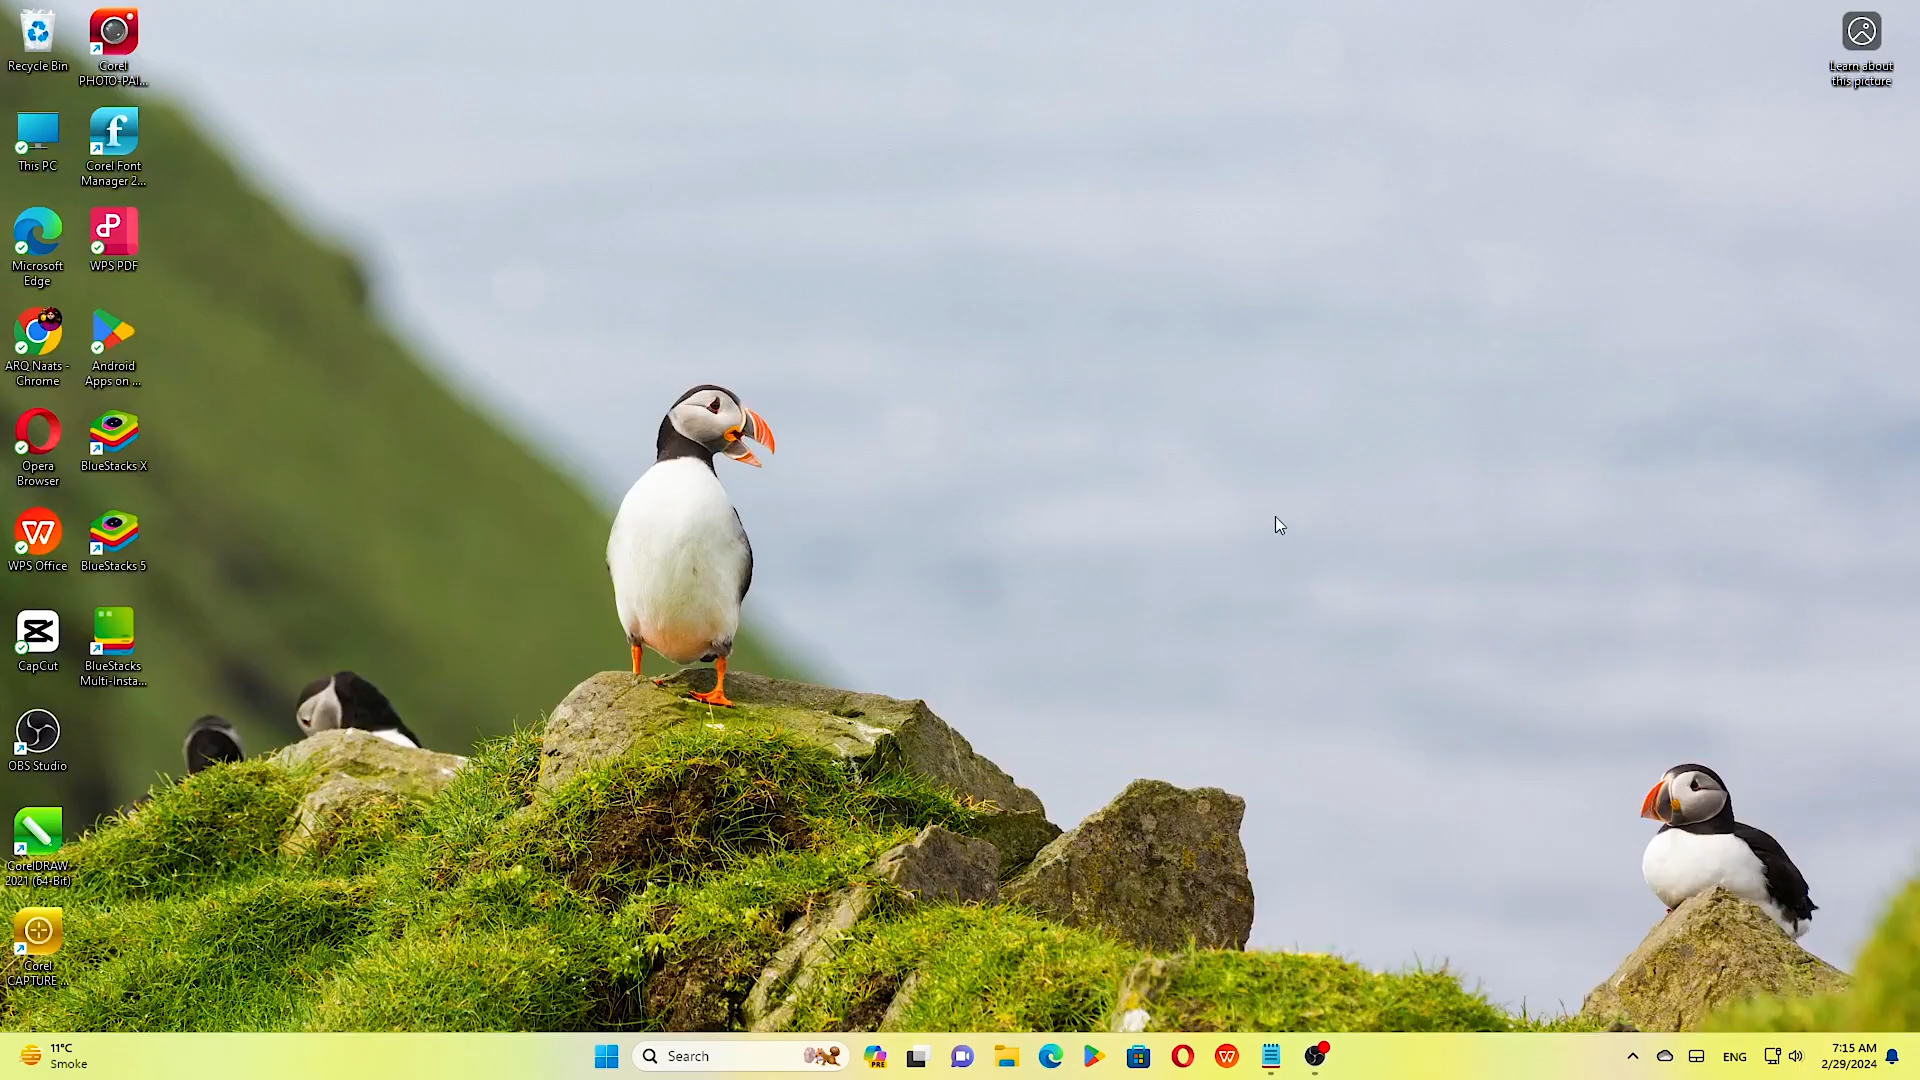 Recycle Bin
Corel
PHOTO-PAI...
This PC
Corel Font
Manager 2...
Microsoft
Edge
WPS PDF
ARQ Naats -
Chrome
Android
Apps on ...
Opera
Browser
BlueStacks X
WPS Office
BlueStacks 5
CapCut
BlueStacks
Multi-Insta...
OBS Studio
CorelDRAW
2021 (64-Bit)
Corel
CAPTURE ...
Learn about
this picture
11°C
Smoke
Search
PRE
ENG
7:15 AM
2/29/2024